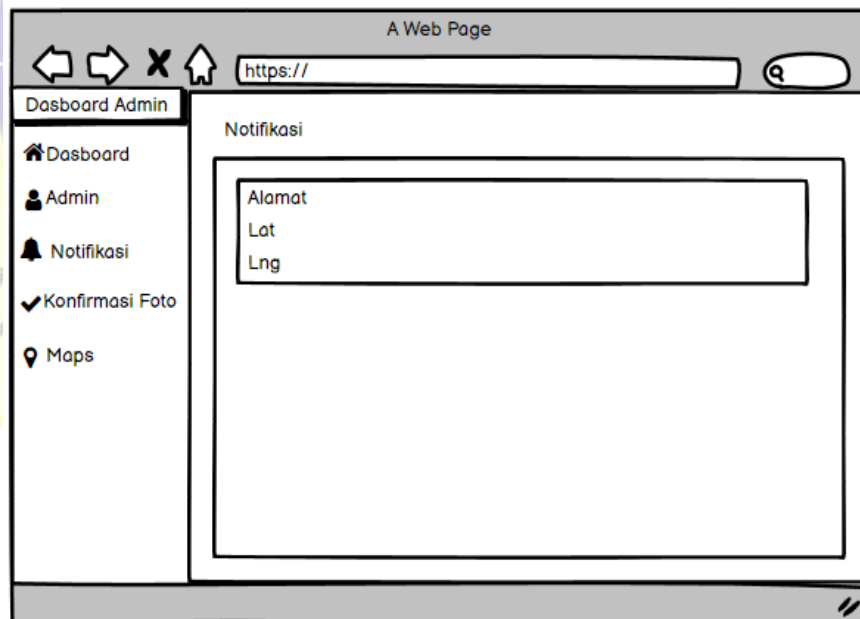 A Web Page
https://
Dasboard Admin
Dasboard
Admin
Notifikasi
Konfirmasi Foto
Maps
Notifikasi
Alamat
Lat
Lng